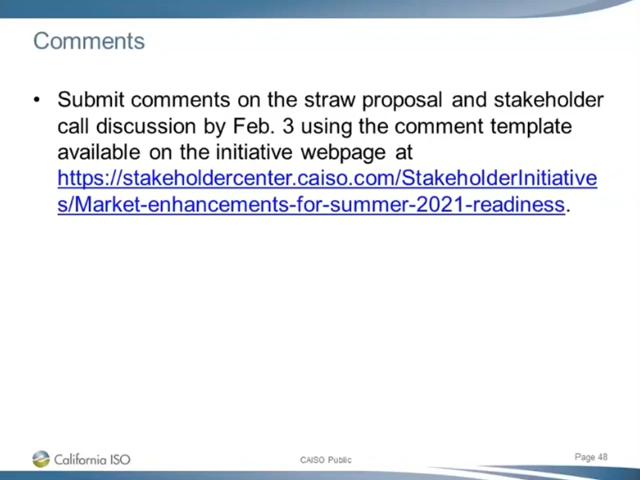 Comments
• Submit comments on the straw proposal and stakeholder
call discussion by Feb. 3 using the comment template
available on the initiative webpage at
https://stakeholdercenter.caiso.com/StakeholderInitiative
s/Market-enhancements-for-summer-2021-readiness.
California ISO
CAISO Public
Page 48